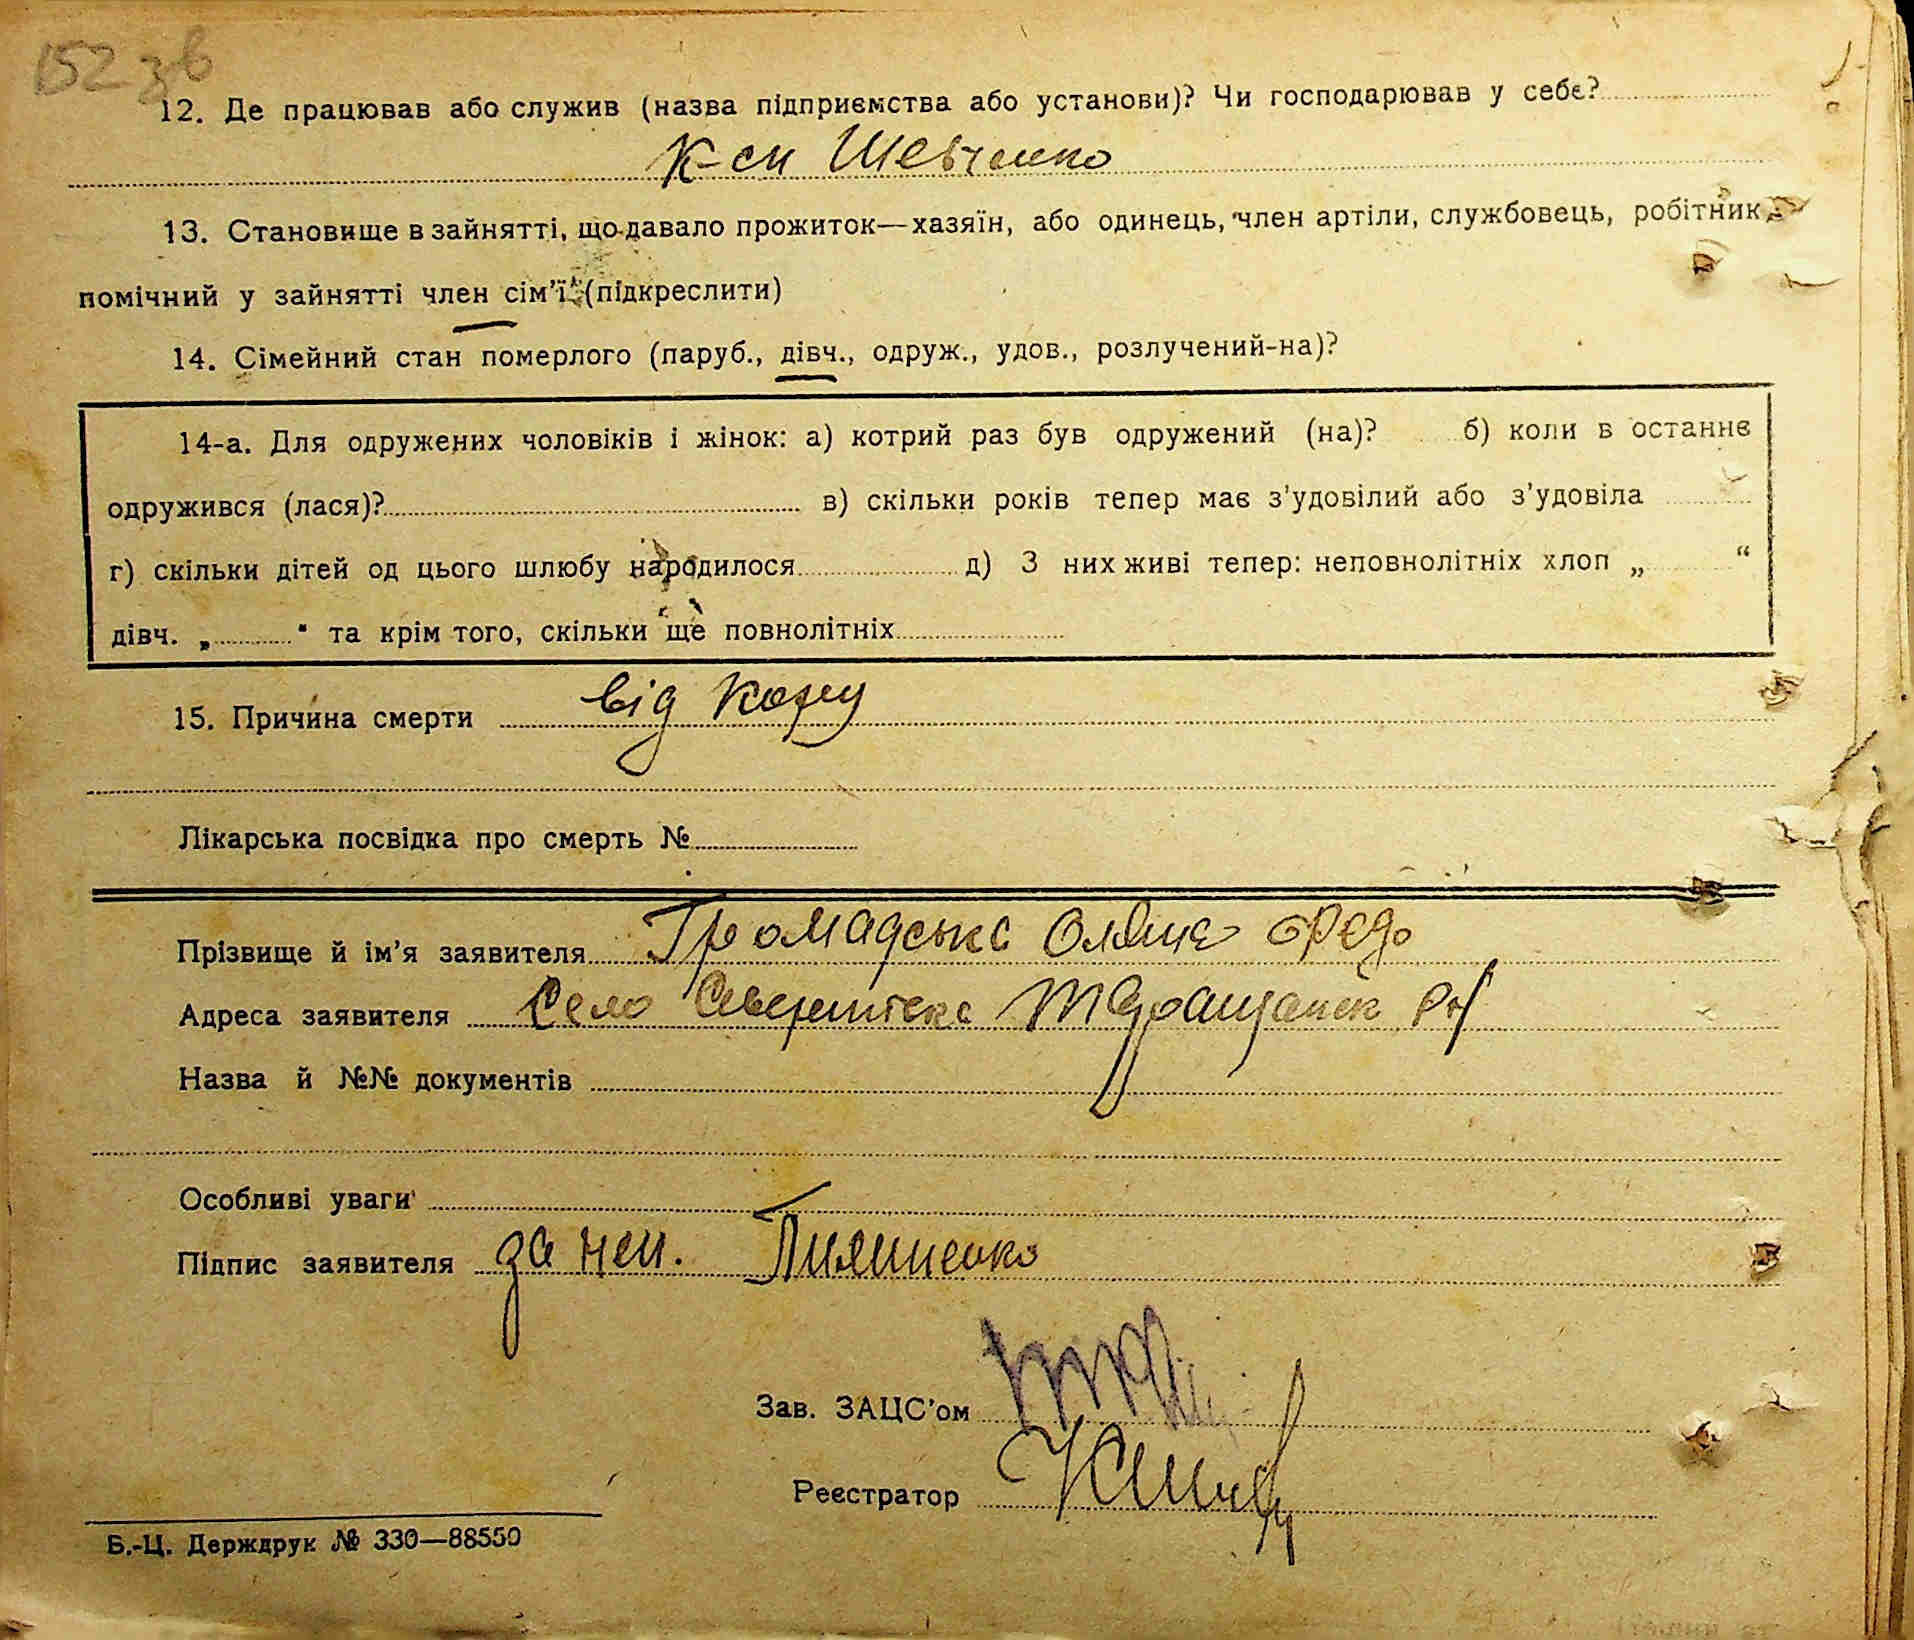 152 зв
12. Де працював або служив (назва підприємства або установи)? Чи господарював у себе?
К-сп Шевченко
13. Становище в зайнятті, що давало прожиток—хазяїн, або одинець, член артіли, службовець, робітник,
помічний у зайнятті член сім'ї (підкреслити)
14. Сімейний стан померлого (паруб., дівч., одруж., удов., розлучений-на)?
14-а. Для одружених чоловіків і жінок: а) котрий раз був одружений (на)? б) коли в останнє
одружився (лася)? в) скільки років тепер має з'удовілий або з'удовіла
г) скільки дітей од цього шлюбу народилося д) З них живі тепер: неповнолітніх хлоп „ “
дівч. „ “ та крім того, скільки ще повнолітніх
15. Причина смерти від кору
Лікарська посвідка про смерть №
Прізвище й ім'я заявителя Громадська
Адреса заявителя Село Таращанск рн
Назва й №№ документів
Особливі уваги
Підпис заявителя за неп.
Зав. ЗАЦС'ом
Реєстратор
Б.-Ц. Держдрук № 330—88550